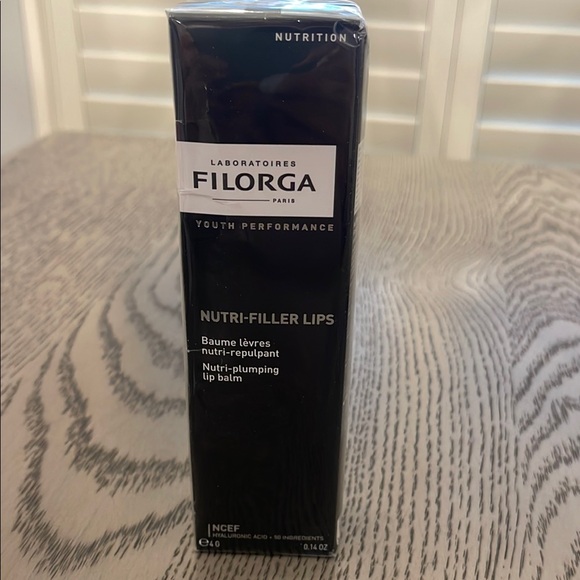 NUTRITION
LABORATOIRES
FILORGA
PARIS
YOUTH PERFORMANCE
NUTRI-FILLER LIPS
Baume lèvres
nutri-repulpant
Nutri-plumping
lip balm
NCEF
HYALURONIC ACID + 50 INGREDIENTS
℮4 G 0.14 OZ